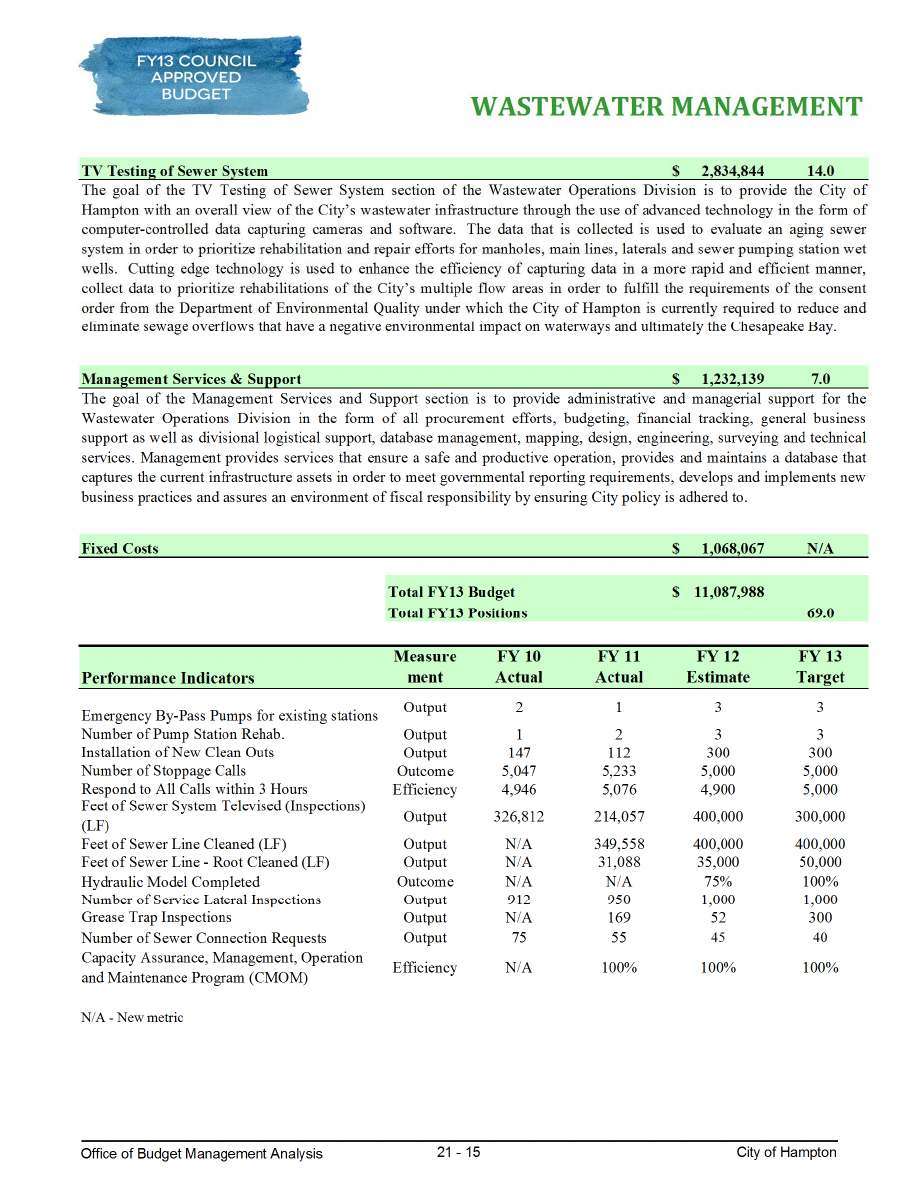 FY13 COUNCIL
APPROVED
BUDGET
WASTEWATER MANAGEMENT
TV Testing of Sewer System $ 2,834,844 14.0
The goal of the TV Testing of Sewer System section of the Wastewater Operations Division is to provide the City of
Hampton with an overall view of the City’s wastewater infrastructure through the use of advanced technology in the form of
computer-controlled data capturing cameras and software. The data that is collected is used to evaluate an aging sewer
system in order to prioritize rehabilitation and repair efforts for manholes, main lines, laterals and sewer pumping station wet
wells. Cutting edge technology is used to enhance the efficiency of capturing data in a more rapid and efficient manner,
collect data to prioritize rehabilitations of the City’s multiple flow areas in order to fulfill the requirements of the consent
order from the Department of Environmental Quality under which the City of Hampton is currently required to reduce and
eliminate sewage overflows that have a negative environmental impact on waterways and ultimately the Chesapeake Bay.
Management Services & Support $ 1,232,139 7.0
The goal of the Management Services and Support section is to provide administrative and managerial support for the
Wastewater Operations Division in the form of all procurement efforts, budgeting, financial tracking, general business
support as well as divisional logistical support, database management, mapping, design, engineering, surveying and technical
services. Management provides services that ensure a safe and productive operation, provides and maintains a database that
captures the current infrastructure assets in order to meet governmental reporting requirements, develops and implements new
business practices and assures an environment of fiscal responsibility by ensuring City policy is adhered to.
Fixed Costs $ 1,068,067 N/A
Total FY13 Budget $ 11,087,988
Total FY13 Positions 69.0
Measure FY 10 FY 11 FY 12 FY 13
Performance Indicators ment Actual Actual Estimate Target
Emergency By-Pass Pumps for existing stations Output 2 1 3 3
Number of Pump Station Rehab. Output 1 2 3 3
Installation of New Clean Outs Output 147 112 300 300
Number of Stoppage Calls Outcome 5,047 5,233 5,000 5,000
Respond to All Calls within 3 Hours Efficiency 4,946 5,076 4,900 5,000
Feet of Sewer System Televised (Inspections)
(LF) Output 326,812 214,057 400,000 300,000
Feet of Sewer Line Cleaned (LF) Output N/A 349,558 400,000 400,000
Feet of Sewer Line - Root Cleaned (LF) Output N/A 31,088 35,000 50,000
Hydraulic Model Completed Outcome N/A N/A 75% 100%
Number of Service Lateral Inspections Output 912 950 1,000 1,000
Grease Trap Inspections Output N/A 169 52 300
Number of Sewer Connection Requests Output 75 55 45 40
Capacity Assurance, Management, Operation
and Maintenance Program (CMOM) Efficiency N/A 100% 100% 100%
N/A - New metric
Office of Budget Management Analysis 21 - 15 City of Hampton